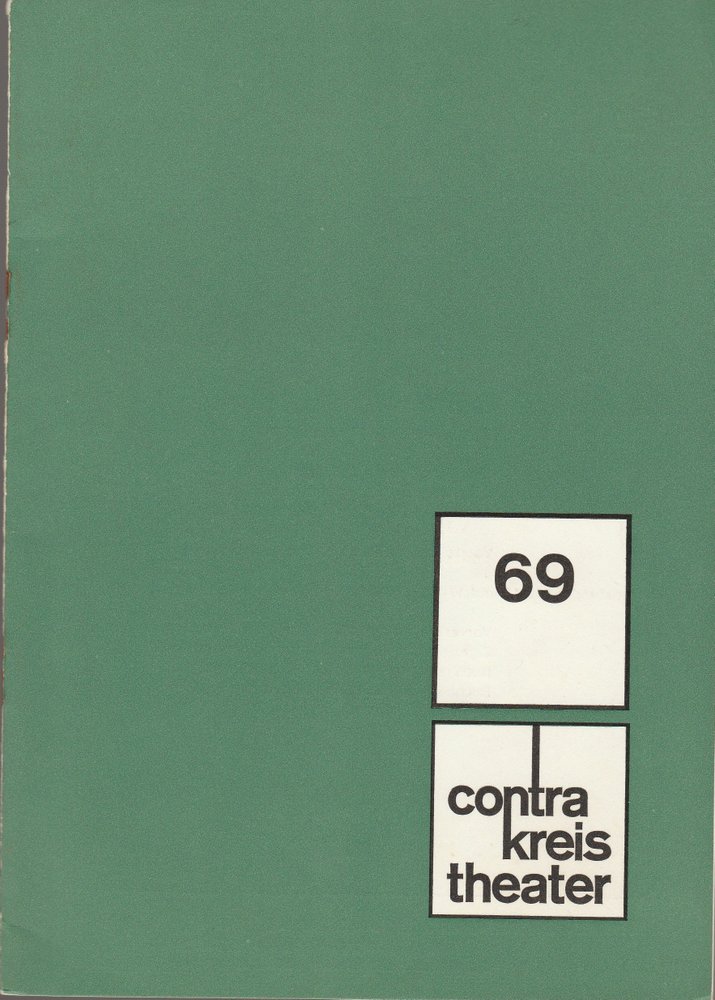 69
contra
kreis
theater